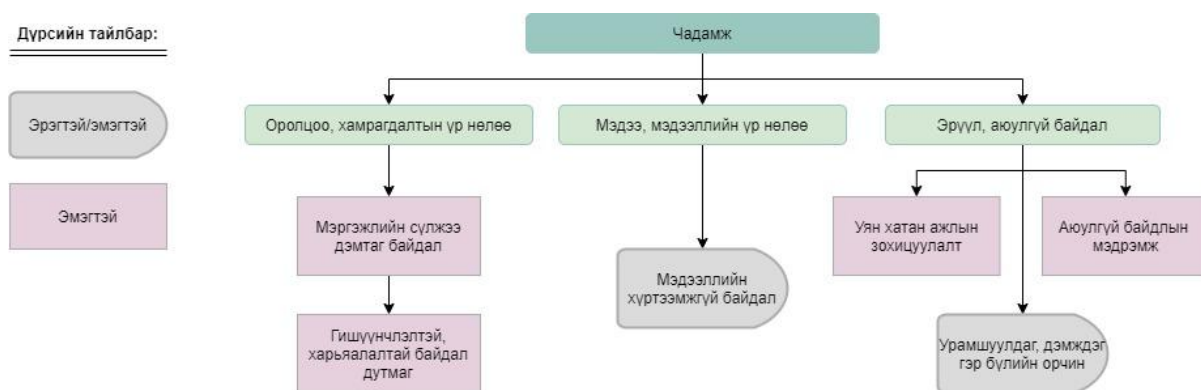 Дүрсийн тайлбар:
Эрэгтэй/эмэгтэй
Эмэгтэй
Чадамж
Оролцоо, хамрагдалтын үр нөлөө
Мэдээ, мэдээллийн үр нөлөө
Эрүүл, аюулгүй байдал
Мэргэжлийн сүлжээ
дэмтаг байдал
Гишүүнчлэлтэй,
харьяалалтай байдал
дутмаг
Мэдээллийн
хүртээмжгүй байдал
Уян хатан ажлын
зохицуулалт
Аюулгүй байдлын
мэдрэмж
Урамшуулдаг, дэмждэг
гэр бүлийн орчин